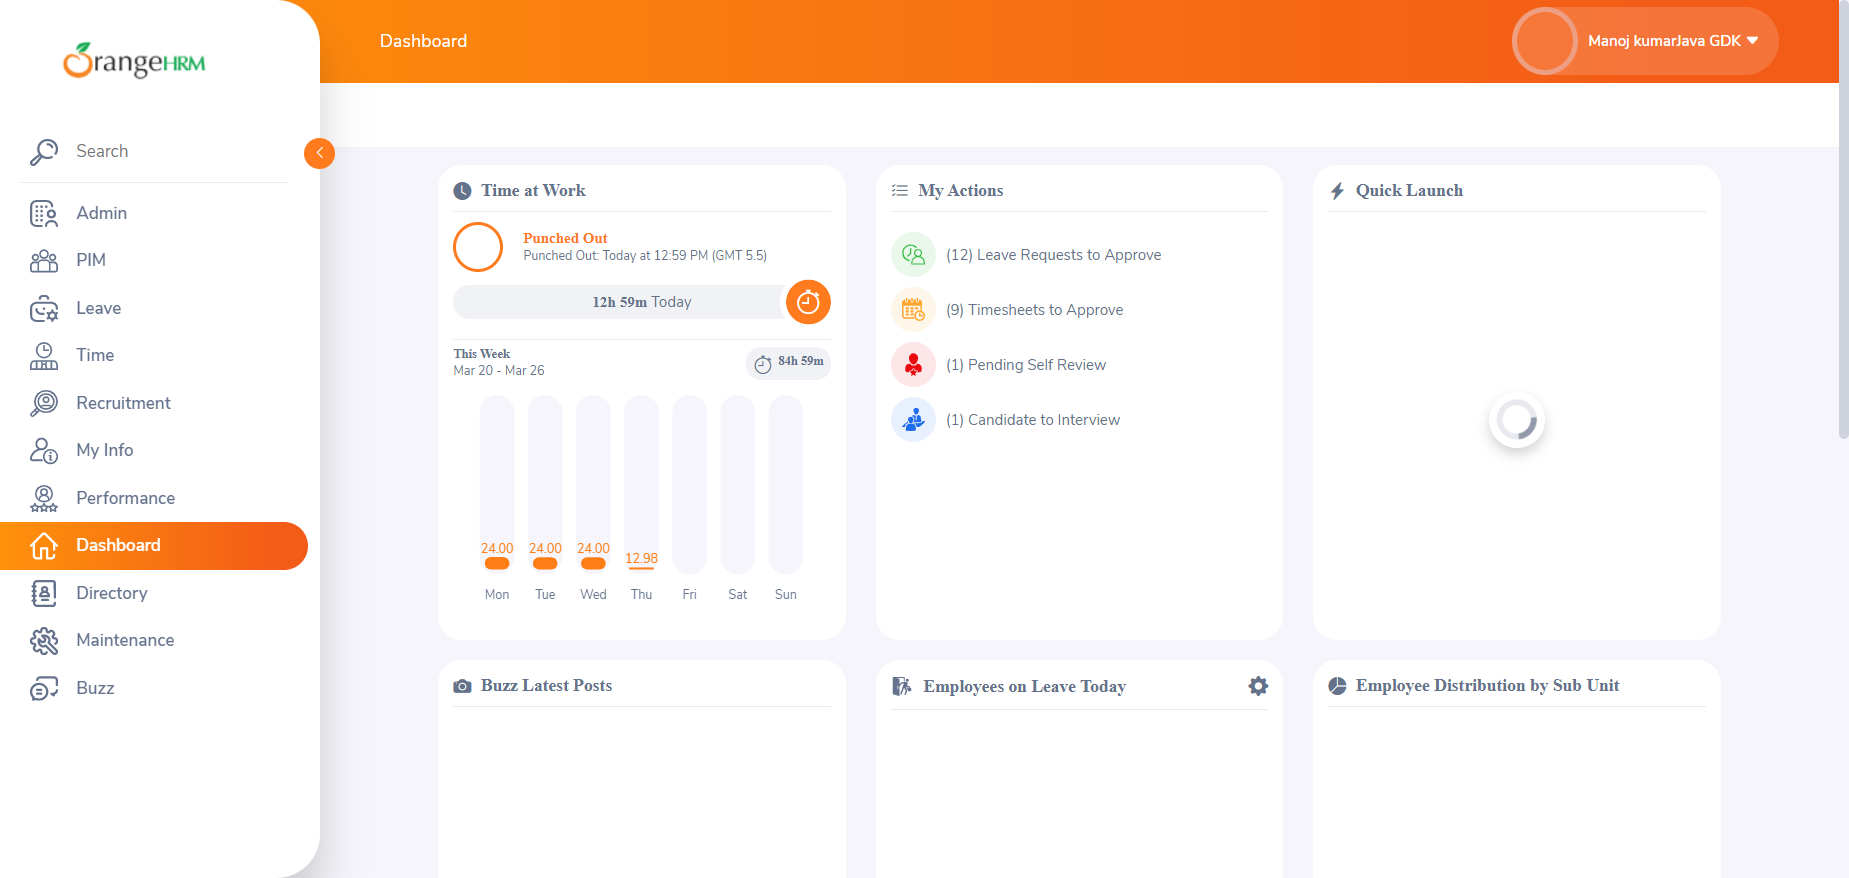 OrangeHRM
Search
Admin
PIM
Leave
Time
Recruitment
My Info
Performance
Dashboard
Directory
Maintenance
Buzz
Dashboard
Manoj kumarJava GDK
Time at Work
Punched Out
Punched Out: Today at 12:59 PM (GMT 5.5)
12h 59m Today
This Week
Mar 20 - Mar 26
84h 59m
24.00 24.00 24.00 12.98
Mon Tue Wed Thu Fri Sat Sun
My Actions
(12) Leave Requests to Approve
(9) Timesheets to Approve
(1) Pending Self Review
(1) Candidate to Interview
Quick Launch
Buzz Latest Posts
Employees on Leave Today
Employee Distribution by Sub Unit